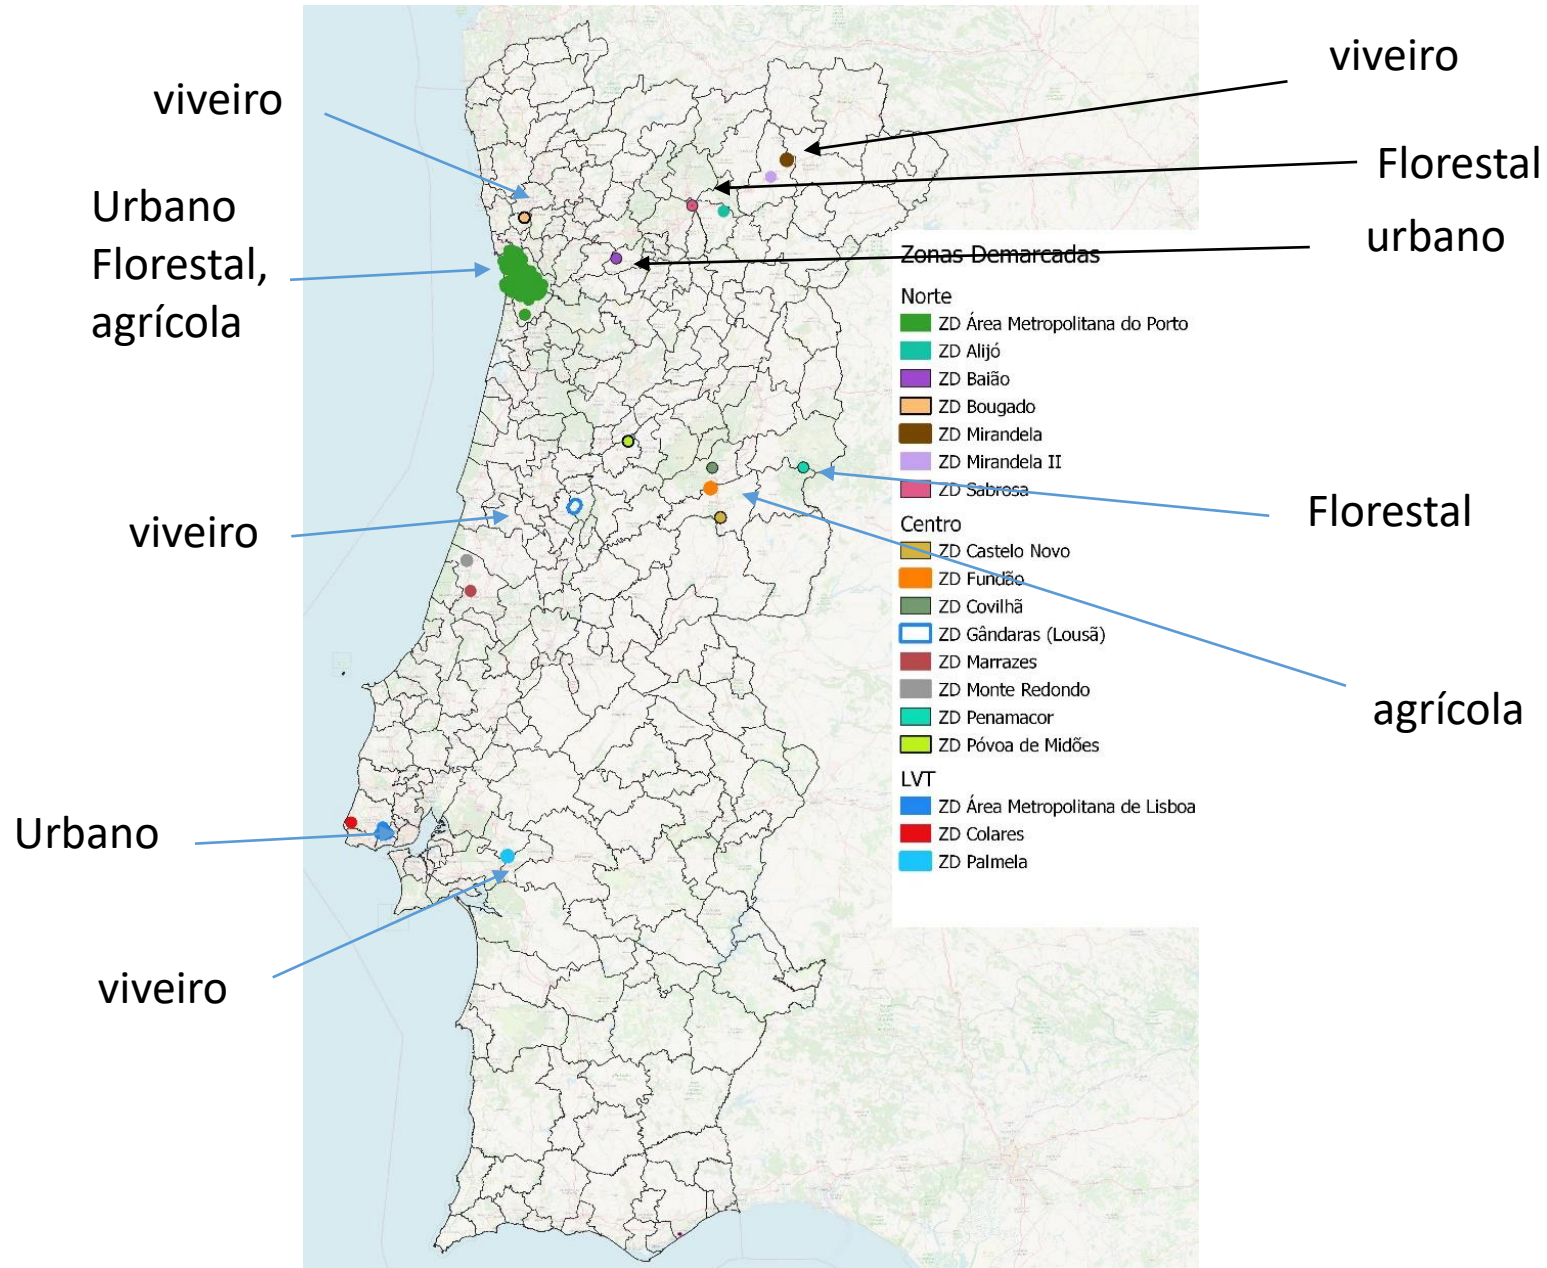 viveiro
viveiro
Urbano
Florestal,
agrícola
Florestal
urbano
Zonas Demarcadas
Norte
ZD Área Metropolitana do Porto
ZD Alijó
ZD Baião
ZD Bougado
ZD Mirandela
ZD Mirandela II
ZD Sabrosa
Centro
ZD Castelo Novo
ZD Fundão
ZD Covilhã
ZD Gândaras (Lousã)
ZD Marrazes
ZD Monte Redondo
ZD Penamacor
ZD Póvoa de Midões
LVT
ZD Área Metropolitana de Lisboa
ZD Colares
ZD Palmela
viveiro
Florestal
agrícola
Urbano
viveiro